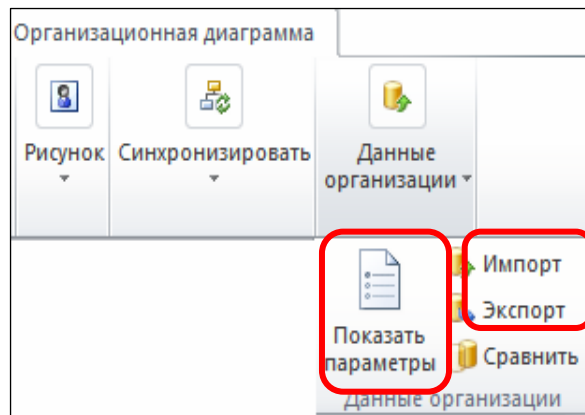 Организационная диаграмма
Рисунок
Синхронизировать
Данные
организации
Показать
параметры
Импорт
Экспорт
Сравнить
Данные организации